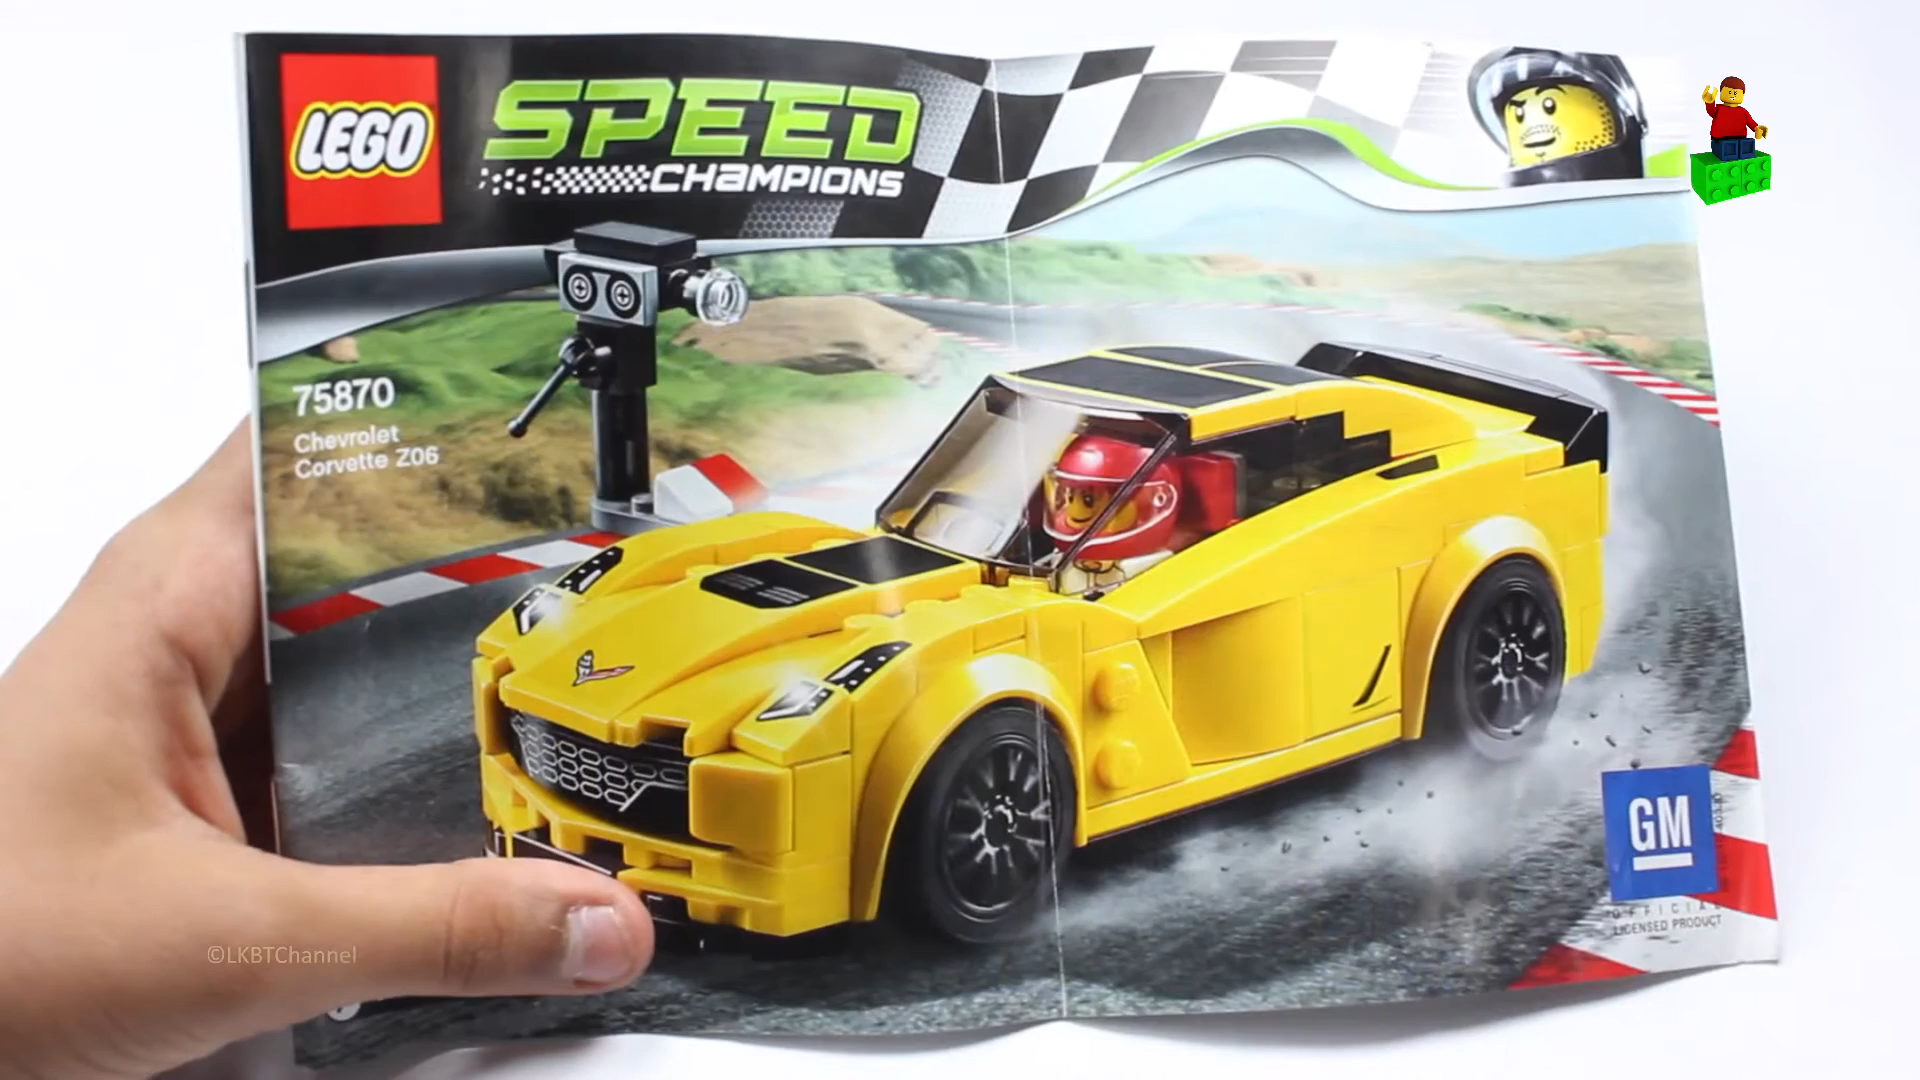 LEGO
SPEED
CHAMPIONS
75870
Chevrolet
Corvette Z06
GM
OFFICIAL
LICENSED PRODUCT
©LKBTChannel